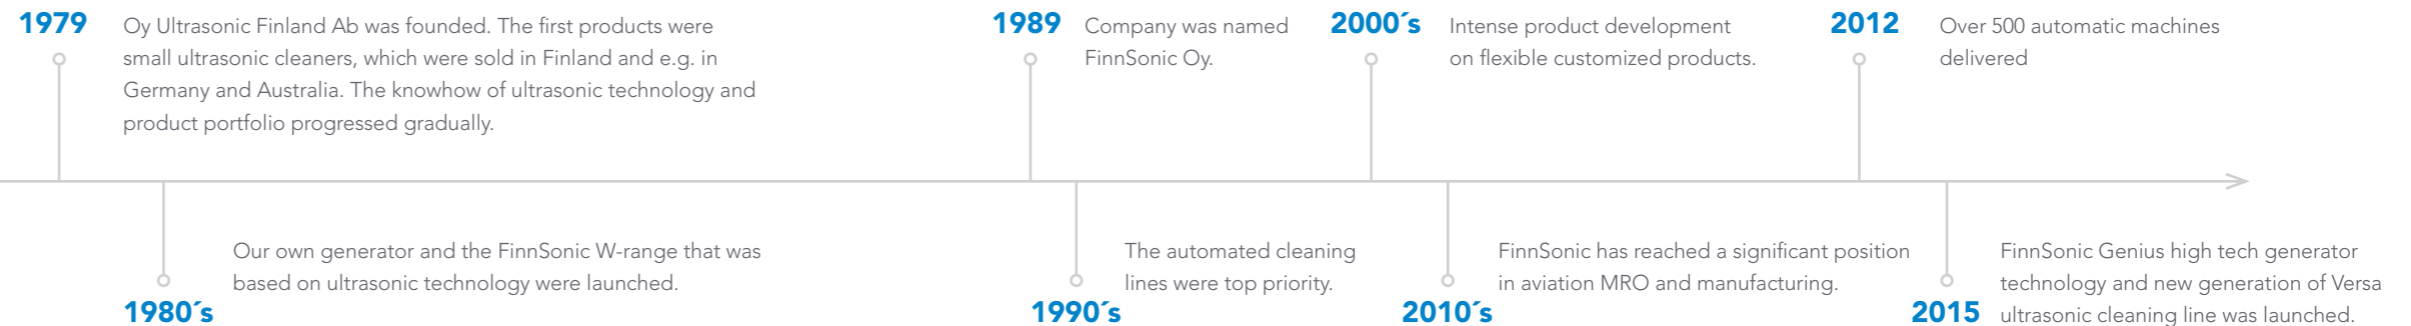 1979
Oy Ultrasonic Finland Ab was founded. The first products were
small ultrasonic cleaners, which were sold in Finland and e.g. in
Germany and Australia. The knowhow of ultrasonic technology and
product portfolio progressed gradually.
1980´s
Our own generator and the FinnSonic W-range that was
based on ultrasonic technology were launched.
1989
Company was named
FinnSonic Oy.
1990´s
The automated cleaning
lines were top priority.
2000´s
Intense product development
on flexible customized products.
2010´s
FinnSonic has reached a significant position
in aviation MRO and manufacturing.
2012
Over 500 automatic machines
delivered
2015
FinnSonic Genius high tech generator
technology and new generation of Versa
ultrasonic cleaning line was launched.